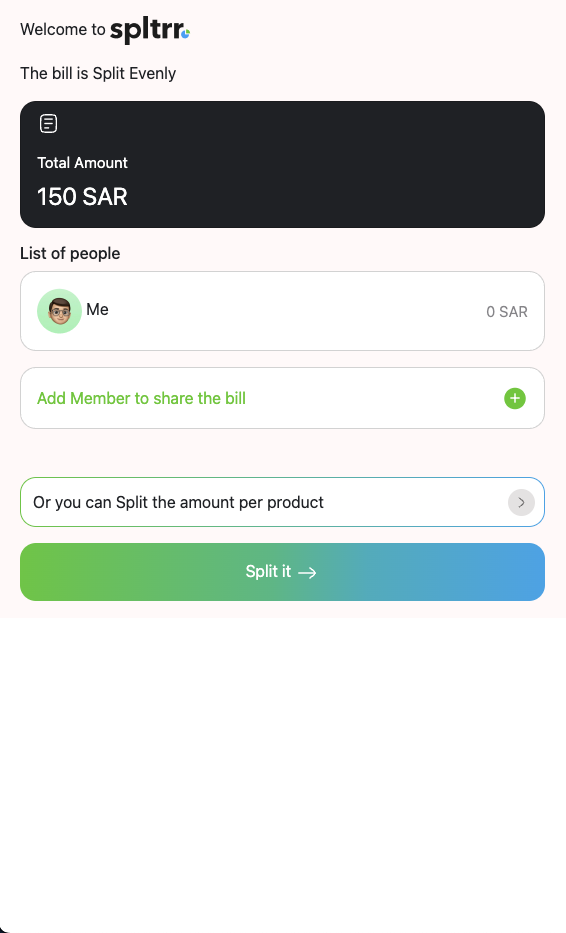 Welcome to spltrr.
The bill is Split Evenly
Total Amount
150 SAR
List of people
Me 0 SAR
Add Member to share the bill
Or you can Split the amount per product
Split it